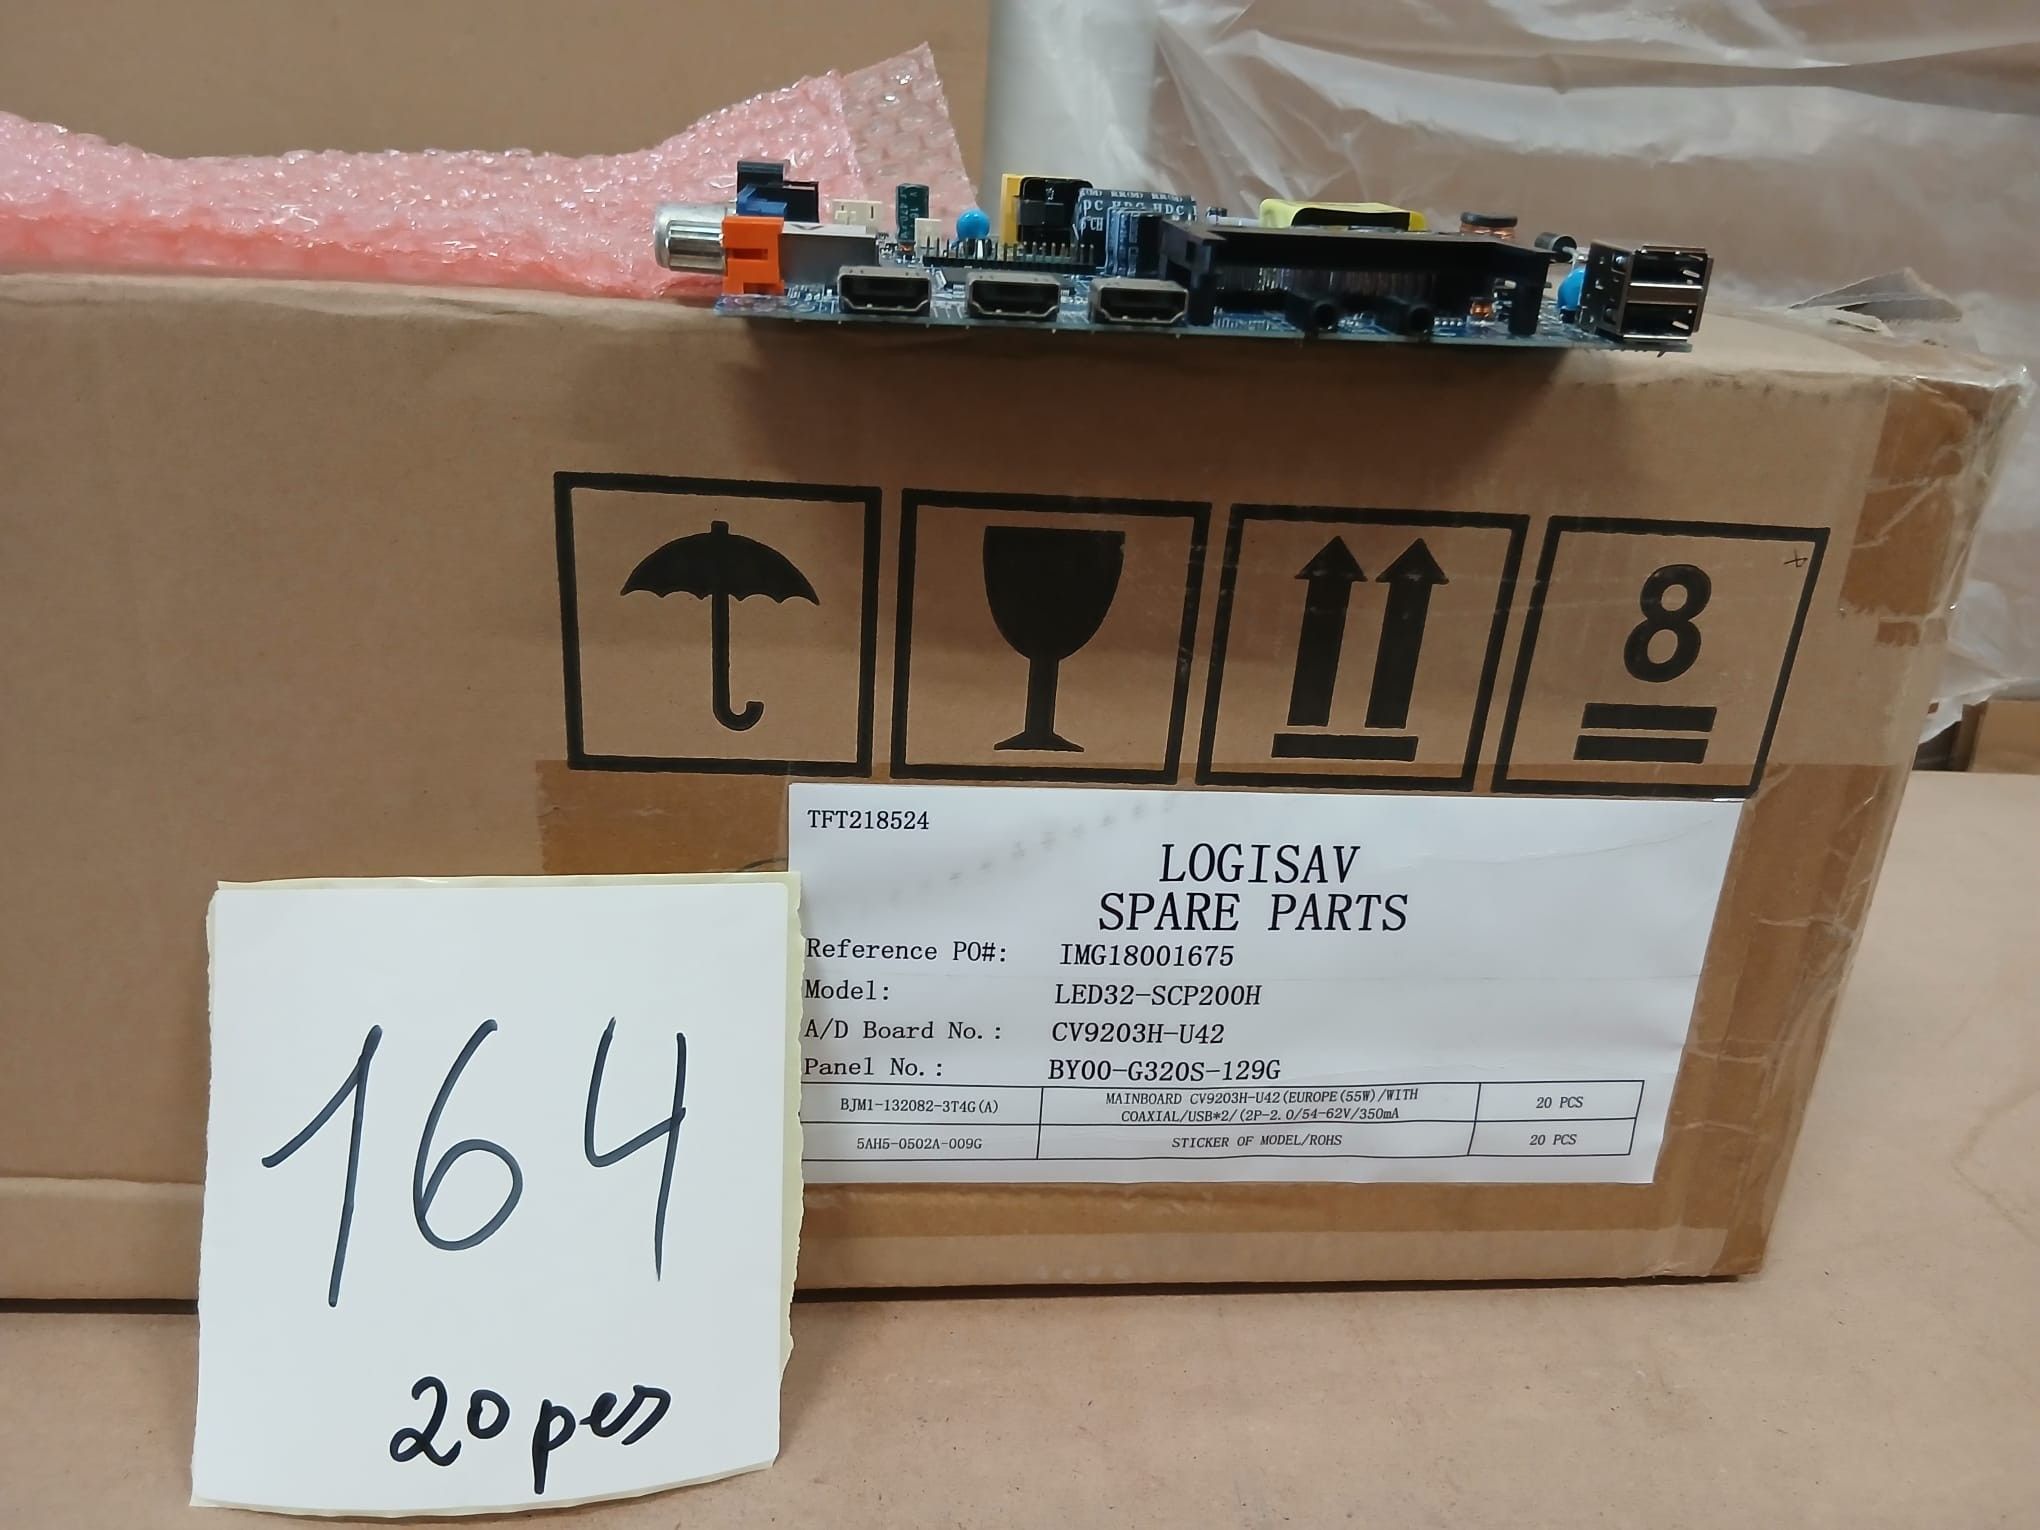 8
TFT218524
LOGISAV
SPARE PARTS
Reference PO#: IMG18001675
Model: LED32-SCP200H
A/D Board No.: CV9203H-U42
Panel No.: BY00-G320S-129G
BJM1-132082-3T4G(A) MAINBOARD CV9203H-U42(EUROPE(55W)/WITH COAXIAL/USB*2/(2P-2.0/54-62V/350mA 20 PCS
5AH5-0502A-009G STICKER OF MODEL/ROHS 20 PCS
164
20 pcs